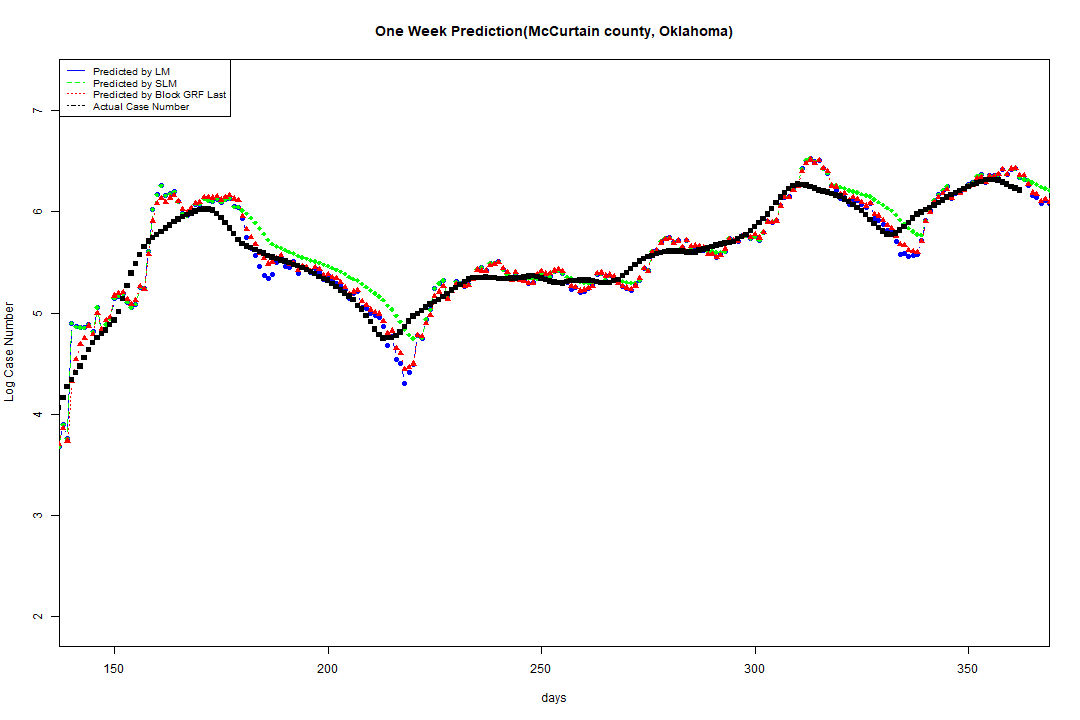 One Week Prediction(McCurtain county, Oklahoma)
Predicted by LM
Predicted by SLM
Predicted by Block GRF Last
Actual Case Number
7
6
5
4
3
2
Log Case Number
150 200 250 300 350
days